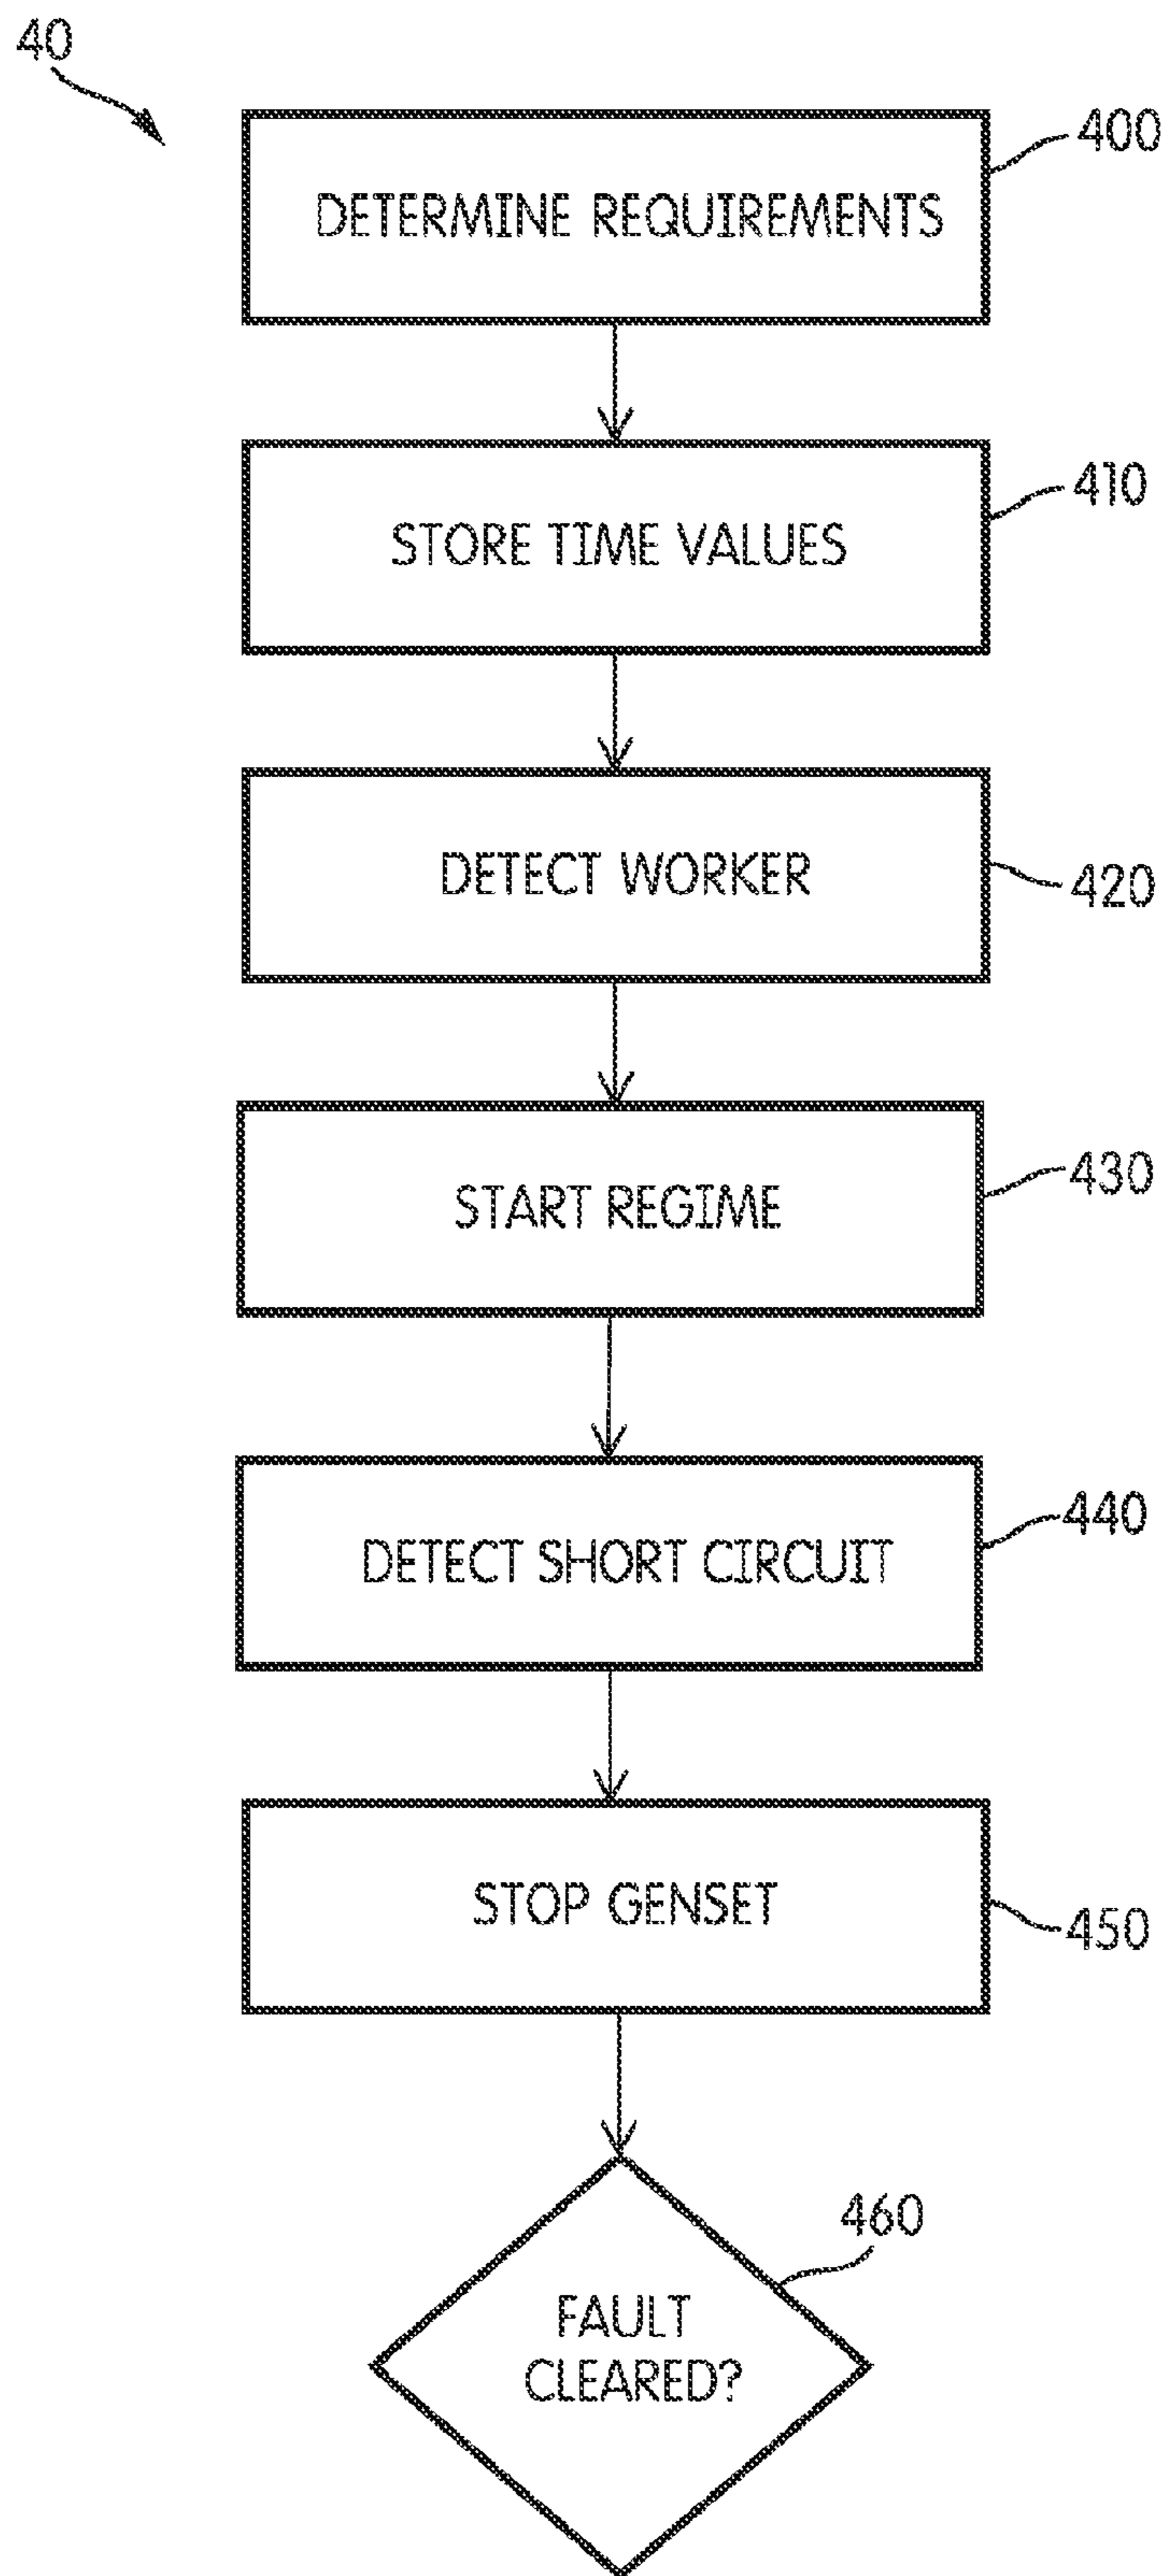 40
400
DETERMINE REQUIREMENTS
410
STORE TIME VALUES
DETECT WORKER
420
430
START REGIME
440
DETECT SHORT CIRCUIT
STOP GENSET
450
460
FAULT
CLEARED?